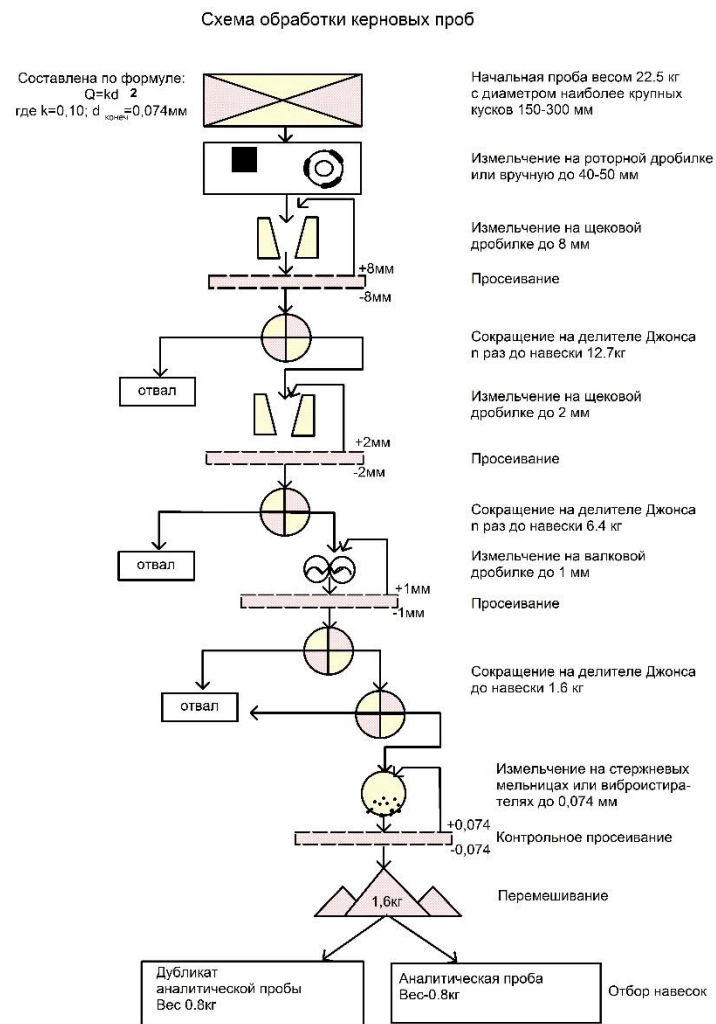 Схема обработки керновых проб
Составлена по формуле:
Q=kd 2
где k=0,10; d конеч=0,074мм
Начальная проба весом 22.5 кг
с диаметром наиболее крупных
кусков 150-300 мм
Измельчение на роторной дробилке
или вручную до 40-50 мм
Измельчение на щековой
дробилке до 8 мм
+8мм
Просеивание
-8мм
Сокращение на делителе Джонса
n раз до навески 12.7кг
отвал
Измельчение на щековой
дробилке до 2 мм
+2мм
Просеивание
-2мм
Сокращение на делителе Джонса
n раз до навески 6.4 кг
отвал
Измельчение на валковой
дробилке до 1 мм
+1мм
Просеивание
-1мм
Сокращение на делителе Джонса
до навески 1.6 кг
отвал
Измельчение на стержневых
мельницах или виброистира-
телях до 0,074 мм
+0,074
Контрольное просеивание
-0,074
Перемешивание
1,6кг
Дубликат
аналитической пробы
Вес 0.8кг
Аналитическая проба
Вес-0.8кг
Отбор навесок